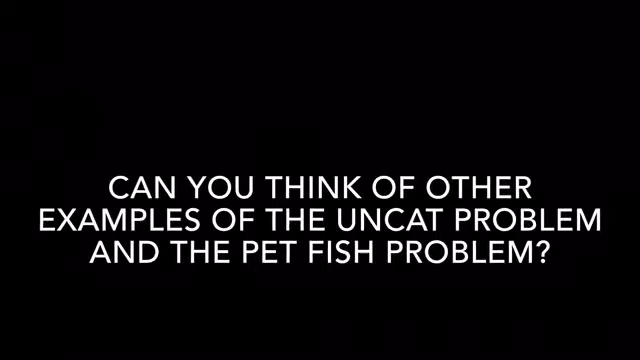 CAN YOU THINK OF OTHER
EXAMPLES OF THE UNCAT PROBLEM
AND THE PET FISH PROBLEM?